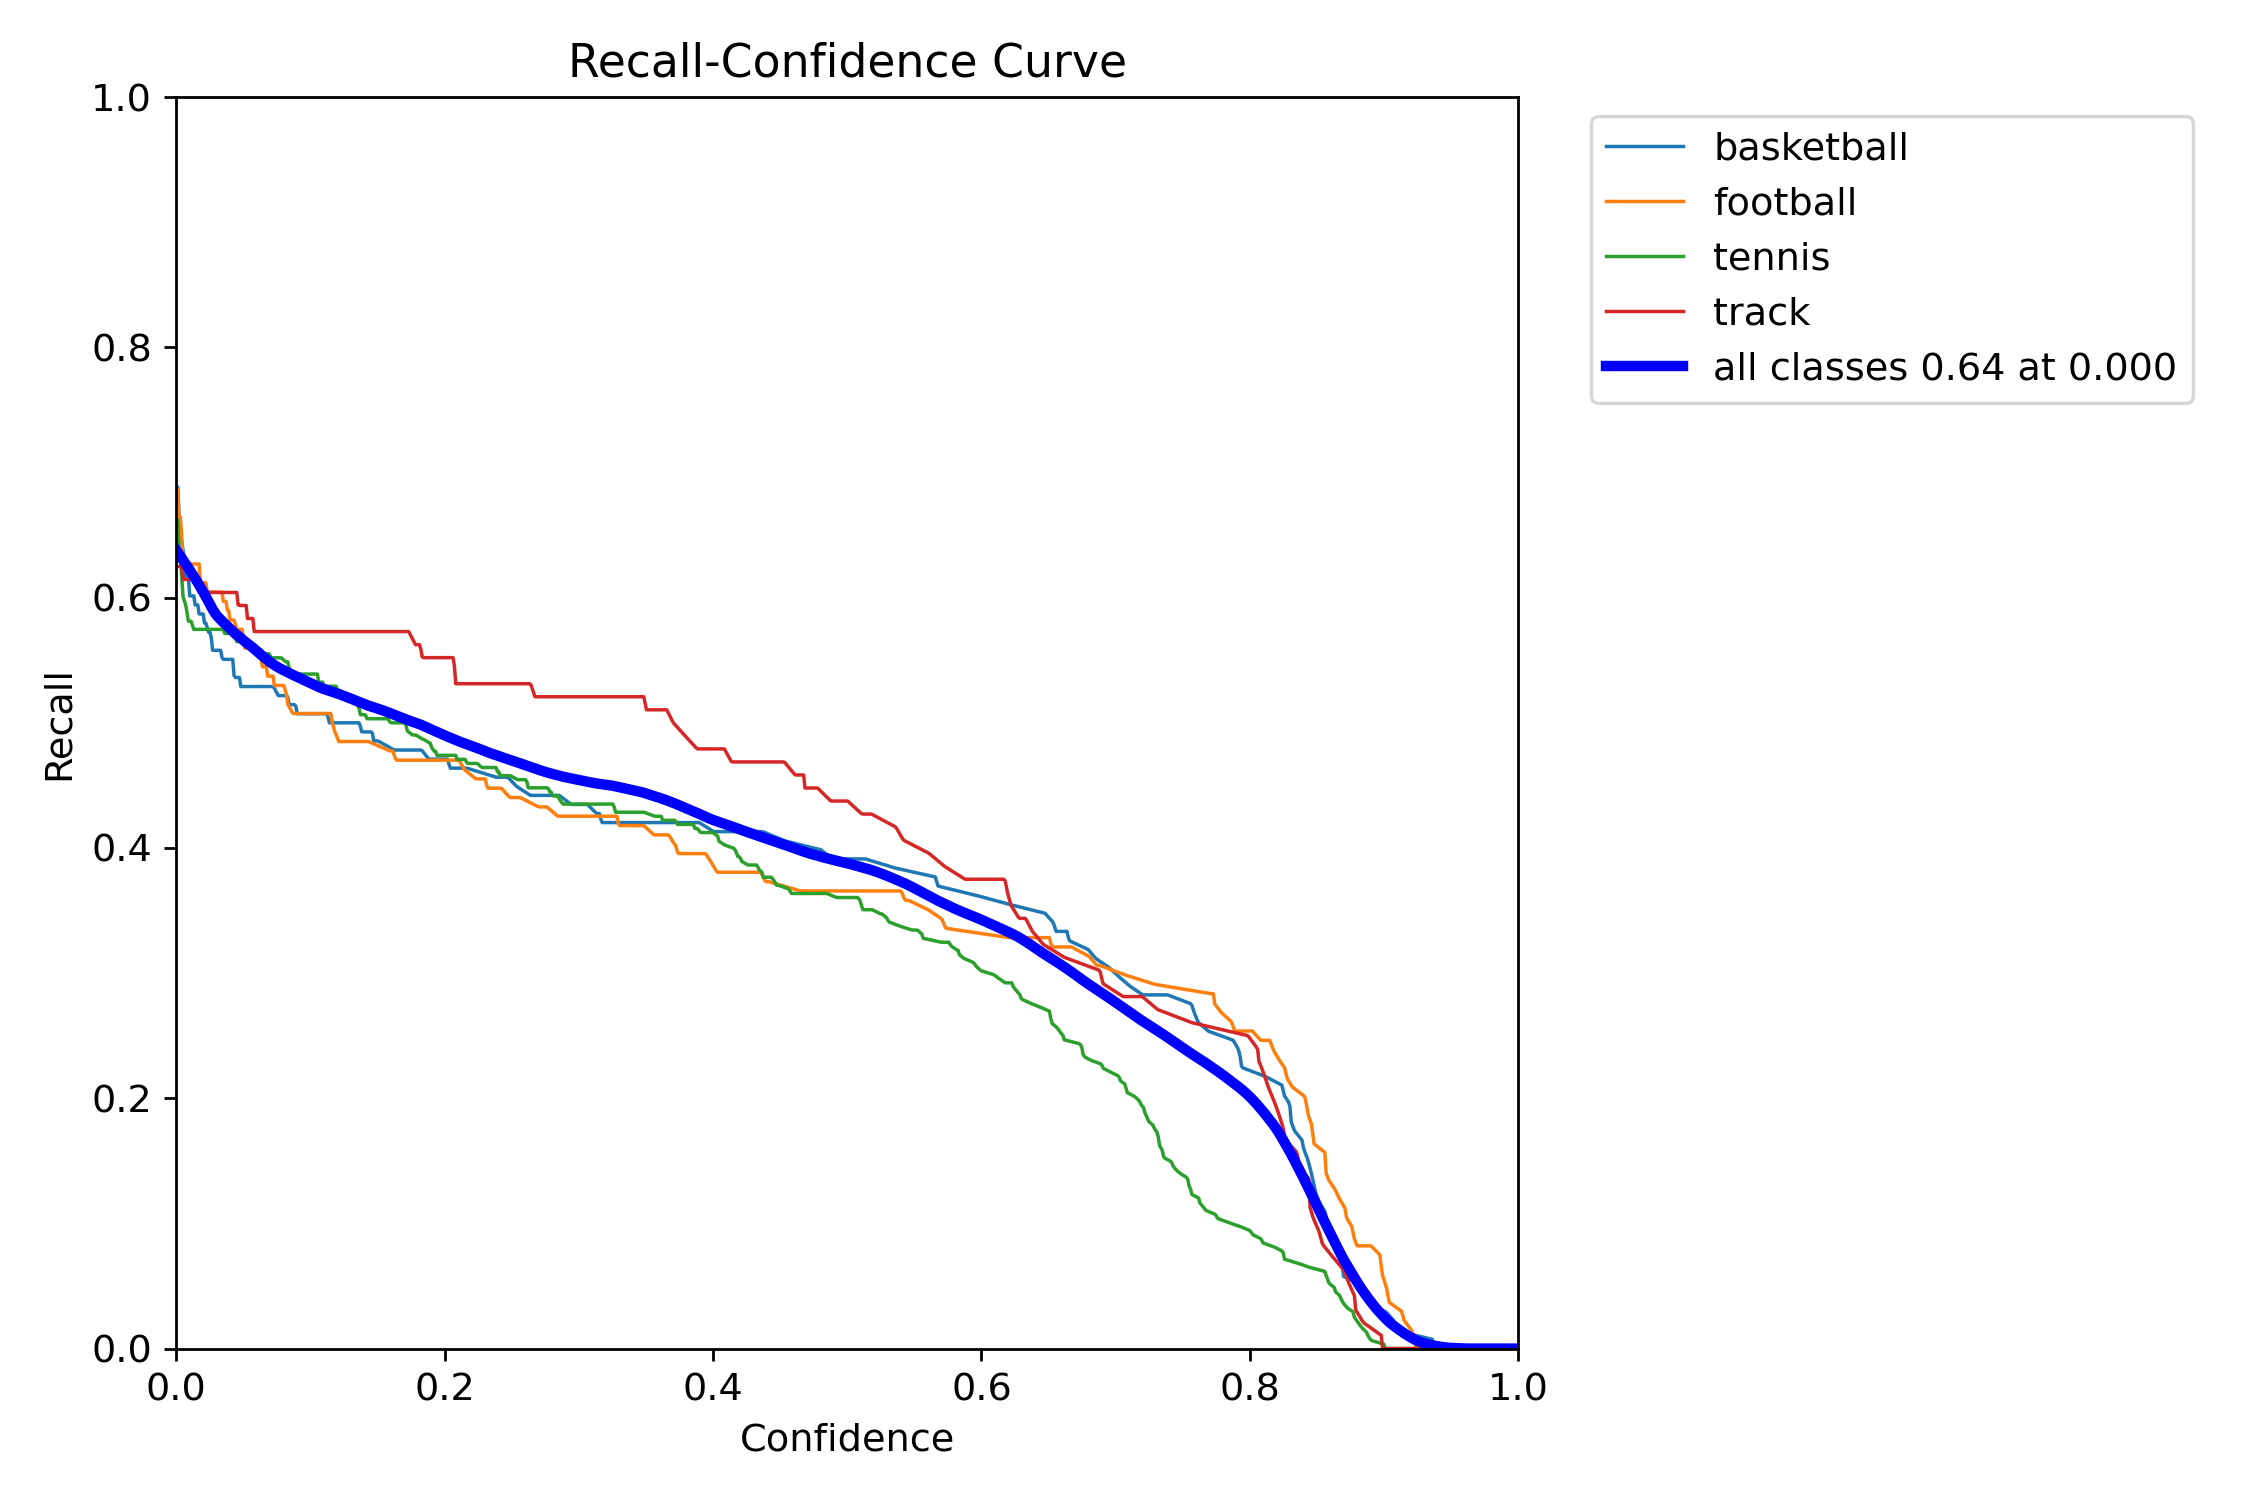 Recall-Confidence Curve
1.0
0.8
0.6
0.4
0.2
0.0
Recall
0.0 0.2 0.4 0.6 0.8 1.0
Confidence
basketball
football
tennis
track
all classes 0.64 at 0.000